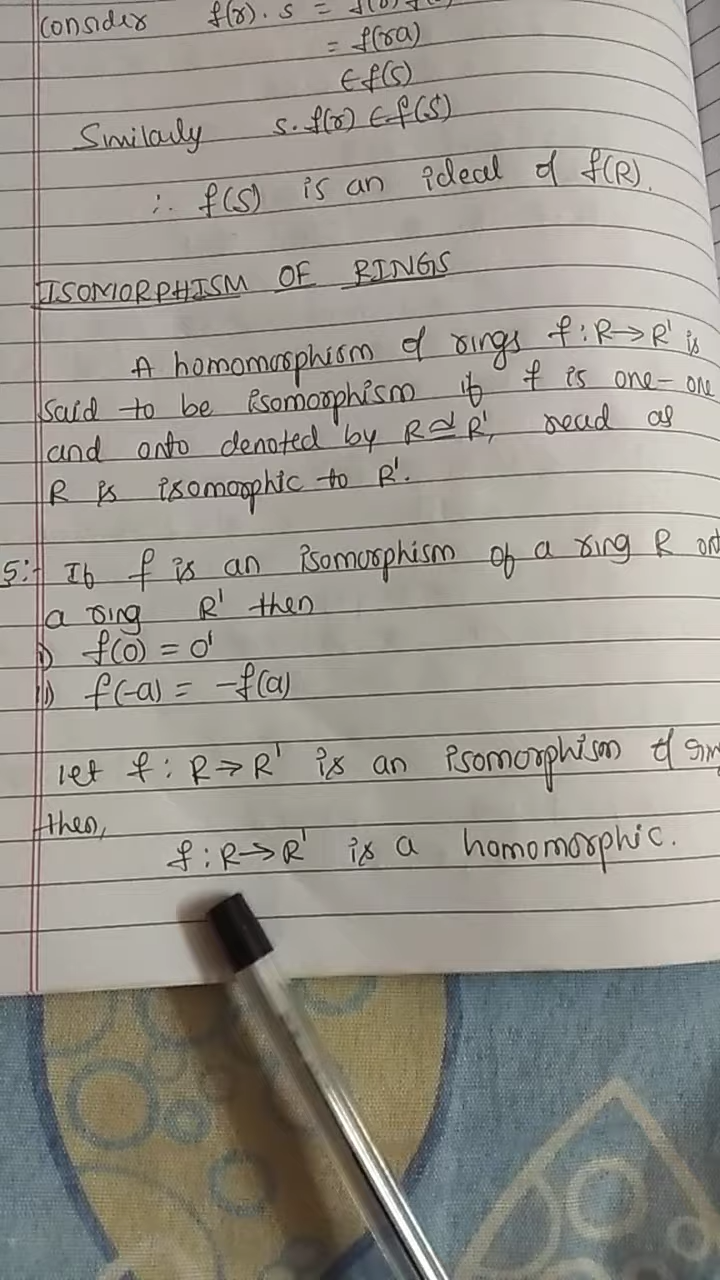 Consider f(r). s =
= f(ra)
∈ f(S)
Similarly s. f(r) ∈ f(S)
∴ f(S) is an ideal of f(R).
ISOMORPHISM OF RINGS
A homomorphism of rings f : R → R' is
said to be isomorphism if f is one-one
and onto denoted by R ≅ R', read as
R is isomorphic to R'.
5:- If f is an isomorphism of a ring R
a ring R' then
i) f(0) = 0'
ii) f(-a) = -f(a)
let f : R → R' is an isomorphism of
then,
f : R → R' is a homomorphic.